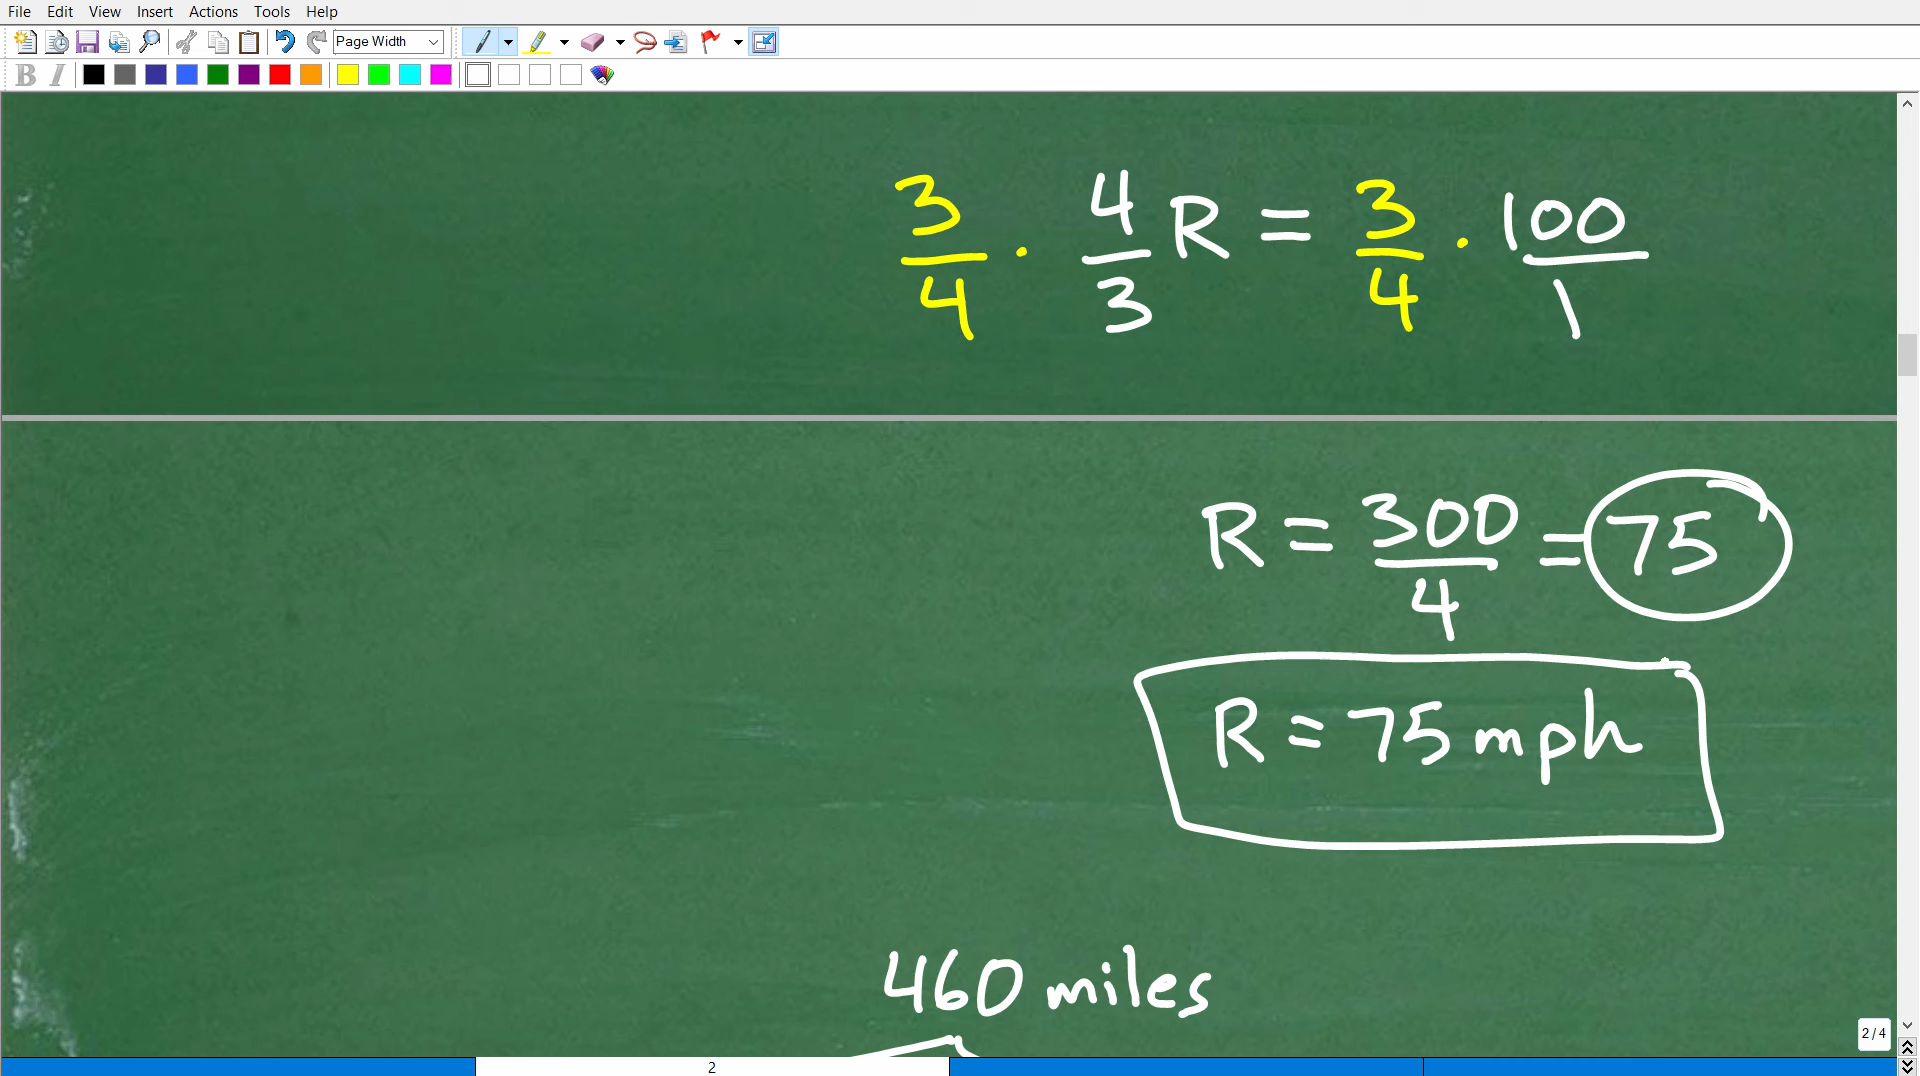 File Edit View Insert Actions Tools Help
Page Width
B I
3/4 · 4/3 R = 3/4 · 100/1
R = 300/4 = 75
R = 75 mph
460 miles
2 / 4
2